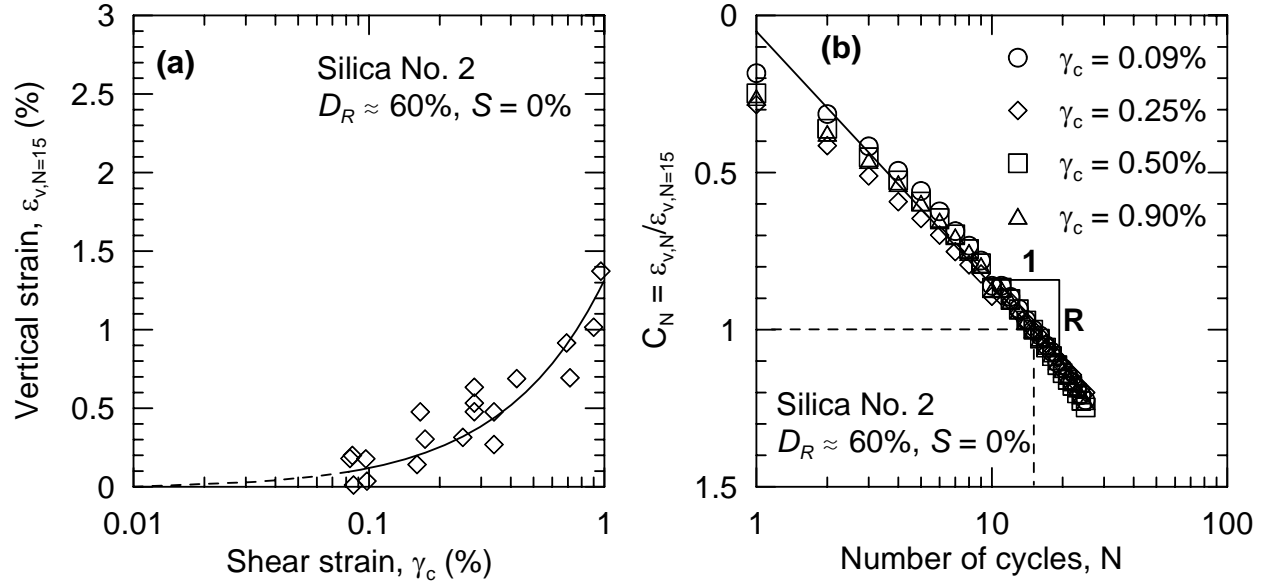 (a)
Silica No. 2
D_R ≈ 60%, S = 0%
Vertical strain, ε_{v,N=15} (%)
3
2.5
2
1.5
1
0.5
0
0.01
0.1
1
Shear strain, γ_c (%)
(b)
γ_c = 0.09%
γ_c = 0.25%
γ_c = 0.50%
γ_c = 0.90%
1
R
Silica No. 2
D_R ≈ 60%, S = 0%
C_N = ε_{v,N}/ε_{v,N=15}
0
0.5
1
1.5
1
10
100
Number of cycles, N